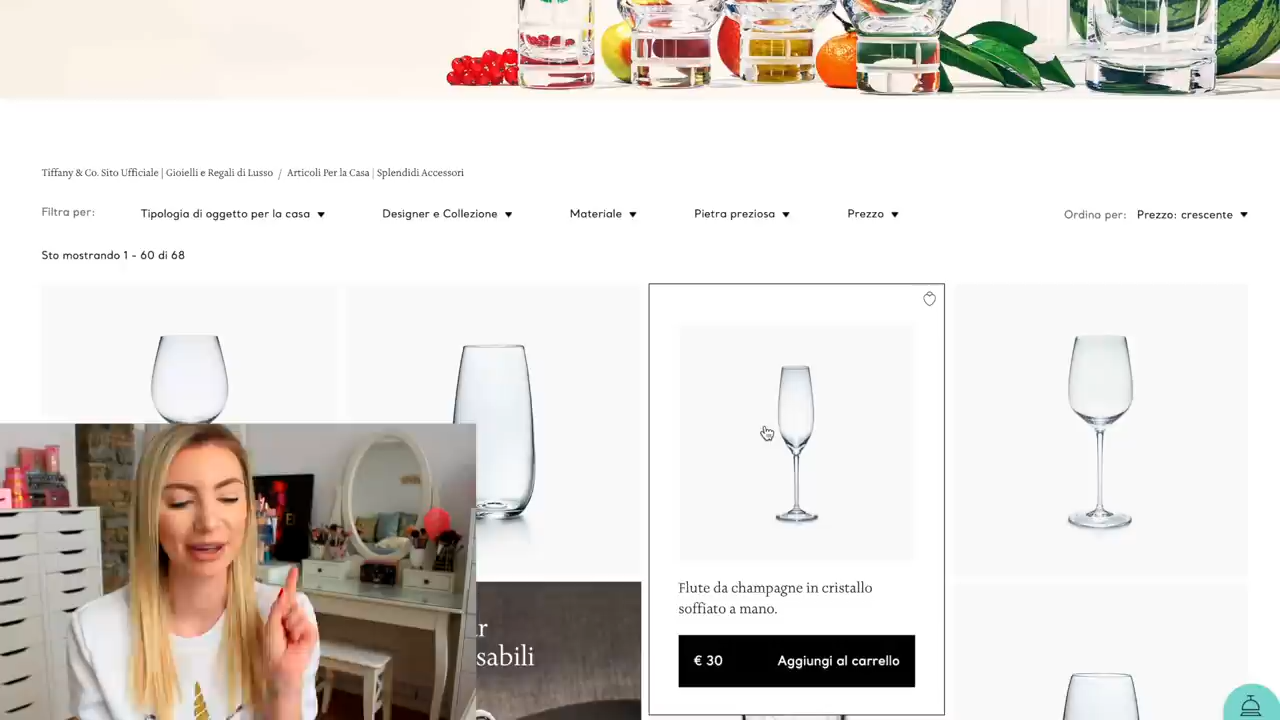 Tiffany & Co. Sito Ufficiale | Gioielli e Regali di Lusso / Articoli Per la Casa | Splendidi Accessori
Filtra per: Tipologia di oggetto per la casa Designer e Collezione Materiale Pietra preziosa Prezzo Ordina per: Prezzo: crescente
Sto mostrando 1 - 60 di 68
Flute da champagne in cristallo
soffiato a mano.
€ 30 Aggiungi al carrello
sabili